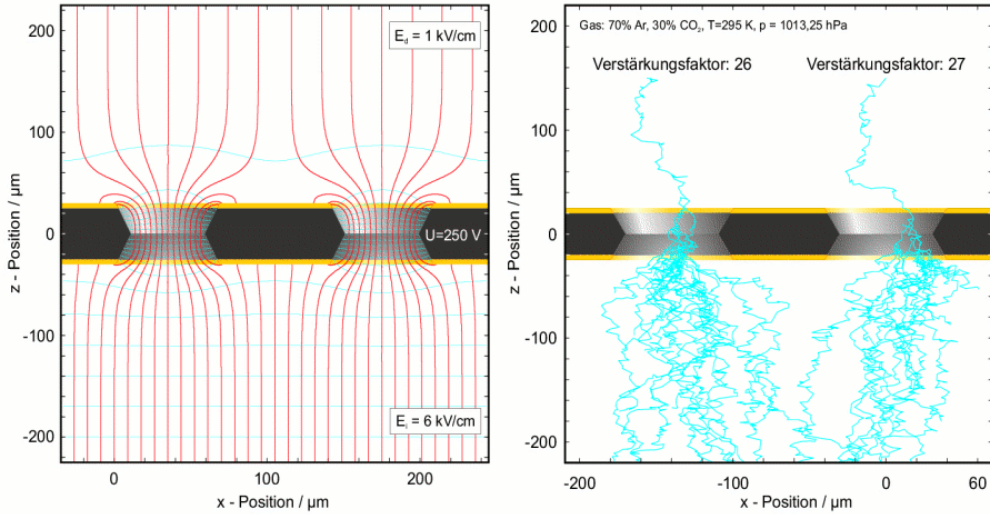 E_d = 1 kV/cm
U=250 V
E_i = 6 kV/cm
z - Position / µm
200
100
0
-100
-200
0
100
200
x - Position / µm
Gas: 70% Ar, 30% CO₂, T=295 K, p = 1013,25 hPa
Verstärkungsfaktor: 26
Verstärkungsfaktor: 27
z - Position / µm
200
100
0
-100
-200
-200
-100
0
60
x - Position / µm